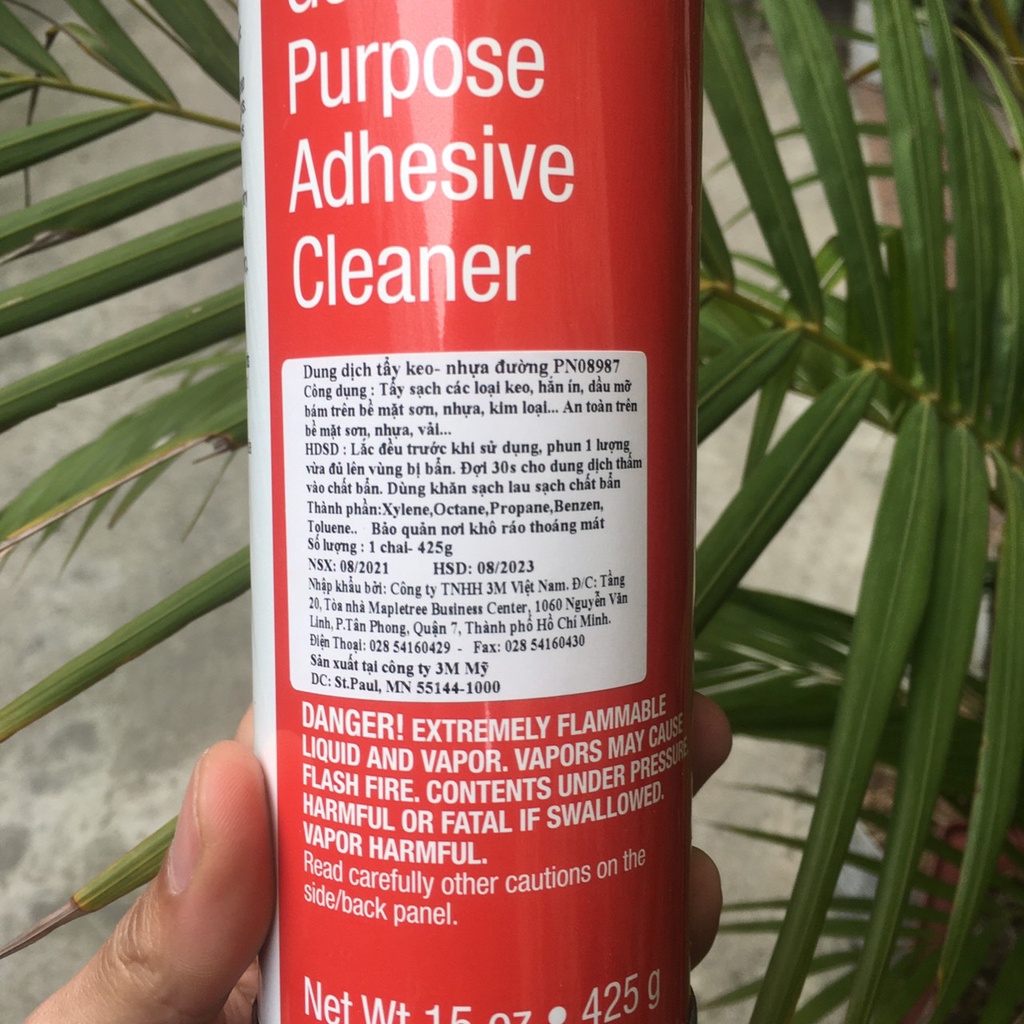 Purpose
Adhesive
Cleaner
Dung dịch tẩy keo- nhựa đường PN08987
Công dụng : Tẩy sạch các loại keo, hằn ín, dầu mỡ
bám trên bề mặt sơn, nhựa, kim loại... An toàn trên
bề mặt sơn, nhựa, vải...
HDSD : Lắc đều trước khi sử dụng, phun 1 lượng
vừa đủ lên vùng bị bẩn. Đợi 30s cho dung dịch thấm
vào chất bẩn. Dùng khăn sạch lau sạch chất bẩn
Thành phần:Xylene,Octane,Propane,Benzen,
Toluene.. Bảo quản nơi khô ráo thoáng mát
Số lượng : 1 chai- 425g
NSX: 08/2021 HSD: 08/2023
Nhập khẩu bởi: Công ty TNHH 3M Việt Nam. Đ/C: Tầng
20, Tòa nhà Mapletree Business Center, 1060 Nguyễn Văn
Linh, P.Tân Phong, Quận 7, Thành phố Hồ Chí Minh.
Điện Thoại: 028 54160429 - Fax: 028 54160430
Sản xuất tại công ty 3M Mỹ
DC: St.Paul, MN 55144-1000
DANGER! EXTREMELY FLAMMABLE
LIQUID AND VAPOR. VAPORS MAY CAUSE
FLASH FIRE. CONTENTS UNDER PRESSURE.
HARMFUL OR FATAL IF SWALLOWED.
VAPOR HARMFUL.
Read carefully other cautions on the
side/back panel.
Net Wt 15 oz • 425 g